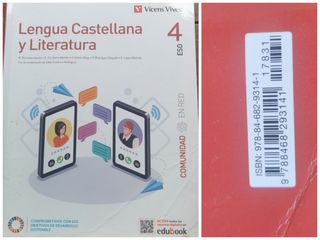 Vicens Vives
Lengua Castellana
y Literatura
4
ESO
COMUNIDAD
EN RED
COMPROMETIDOS CON LOS
OBJETIVOS DE DESARROLLO
SOSTENIBLE
edubook
ISBN: 978-84-682-9314-1
17831
9 788468 293141